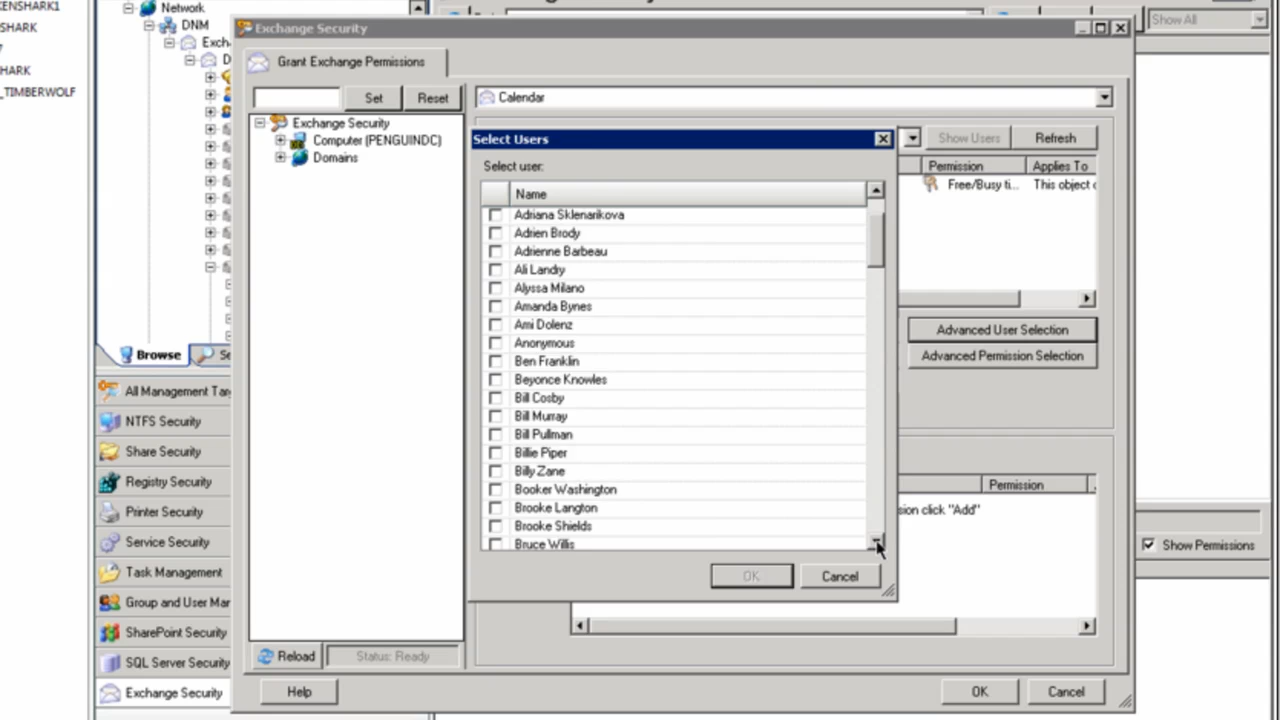 ENSHARK1
SHARK
HARK
_TIMBERWOLF
Network
DNM
Exch
D
Browse
Se
All Management Tar
NTFS Security
Share Security
Registry Security
Printer Security
Service Security
Task Management
Group and User Mar
SharePoint Security
SQL Server Security
Exchange Security
Exchange Security
Grant Exchange Permissions
Set
Reset
Exchange Security
Computer (PENGUINDC)
Domains
Reload
Status: Ready
Help
Calendar
Show Users
Refresh
Permission
Applies To
Free/Busy ti...
This object o
Advanced User Selection
Advanced Permission Selection
Permission
sion click "Add"
OK
Cancel
Select Users
Select user:
Name
Adriana Sklenarikova
Adrien Brody
Adrienne Barbeau
Ali Landry
Alyssa Milano
Amanda Bynes
Ami Dolenz
Anonymous
Ben Franklin
Beyonce Knowles
Bill Cosby
Bill Murray
Bill Pullman
Billie Piper
Billy Zane
Booker Washington
Brooke Langton
Brooke Shields
Bruce Willis
OK
Cancel
Show All
Show Permissions